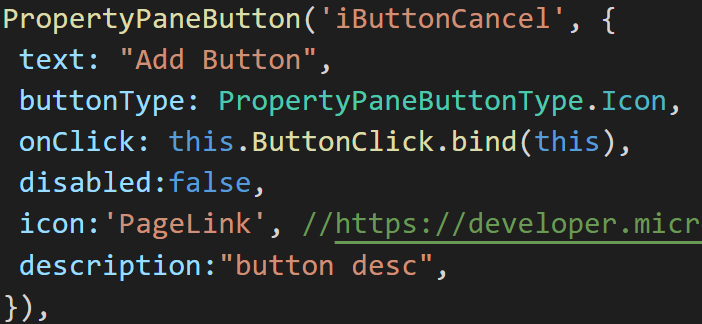 PropertyPaneButton('iButtonCancel', {
text: "Add Button",
buttonType: PropertyPaneButtonType.Icon,
onClick: this.ButtonClick.bind(this),
disabled:false,
icon:'PageLink', //https://developer.micr
description:"button desc",
}),